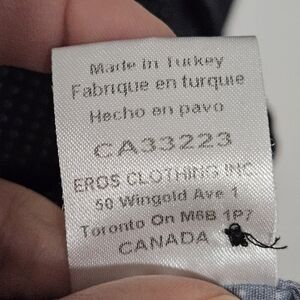 Made in Turkey
Fabrique en turquie
Hecho en pavo
CA33223
EROS CLOTHING INC.
50 Wingold Ave 1
Toronto On M6B 1P7
CANADA